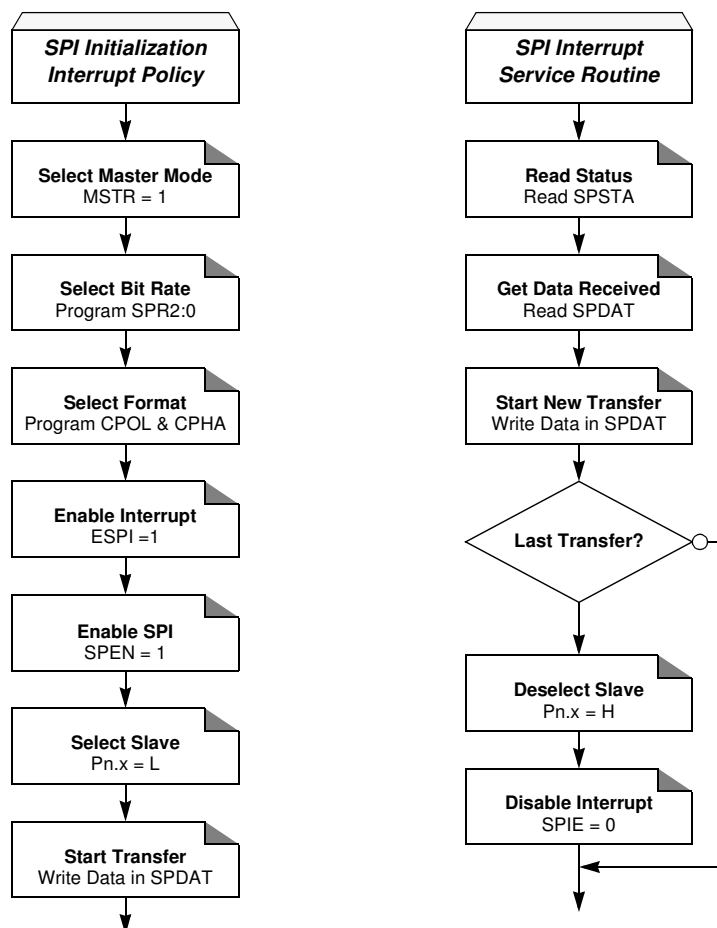 SPI Initialization
Interrupt Policy
Select Master Mode
MSTR = 1
Select Bit Rate
Program SPR2:0
Select Format
Program CPOL & CPHA
Enable Interrupt
ESPI =1
Enable SPI
SPEN = 1
Select Slave
Pn.x = L
Start Transfer
Write Data in SPDAT
SPI Interrupt
Service Routine
Read Status
Read SPSTA
Get Data Received
Read SPDAT
Start New Transfer
Write Data in SPDAT
Last Transfer?
Deselect Slave
Pn.x = H
Disable Interrupt
SPIE = 0